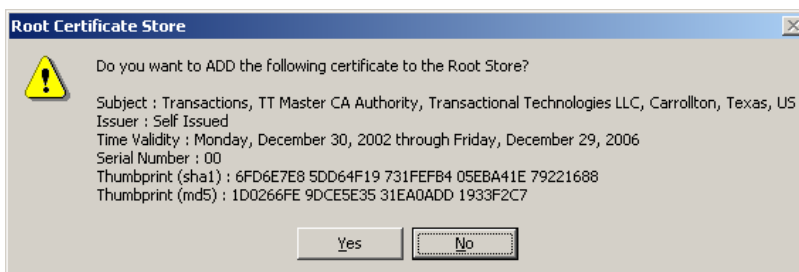 Root Certificate Store
Do you want to ADD the following certificate to the Root Store?
Subject : Transactions, TT Master CA Authority, Transactional Technologies LLC, Carrollton, Texas, US
Issuer : Self Issued
Time Validity : Monday, December 30, 2002 through Friday, December 29, 2006
Serial Number : 00
Thumbprint (sha1) : 6FD6E7E8 5DD64F19 731FEFB4 05EBA41E 79221688
Thumbprint (md5) : 1D0266FE 9DCE5E35 31EA0ADD 1933F2C7
Yes No